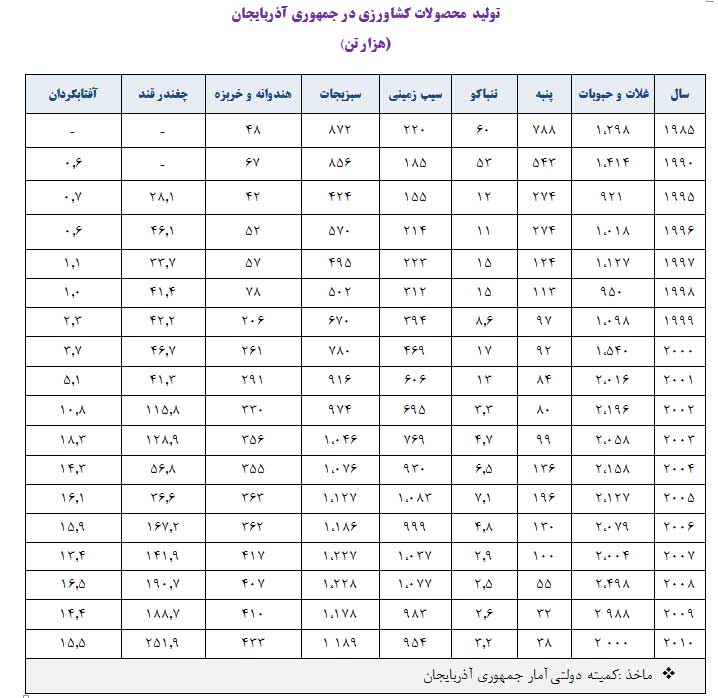 تولید محصولات کشاورزی در جمهوری آذربایجان
(هزارتن)
سال غلات و حبوبات پنبه تنباکو سیب زمینی سبزیجات هندوانه و خربزه چغندر قند آفتابگردان
۱۹۸۵ ۱،۲۹۸ ۷۸۸ ۶۰ ۲۲۰ ۸۷۲ ۴۸ - -
۱۹۹۰ ۱،۴۱۴ ۵۴۳ ۵۳ ۱۸۵ ۸۵۶ ۶۷ - ۰,۶
۱۹۹۵ ۹۲۱ ۲۷۴ ۱۲ ۱۵۵ ۴۲۴ ۴۲ ۲۸,۱ ۰,۷
۱۹۹۶ ۱،۰۱۸ ۲۷۴ ۱۱ ۲۱۴ ۵۷۰ ۵۲ ۴۶,۱ ۰,۶
۱۹۹۷ ۱،۱۲۷ ۱۲۴ ۱۵ ۲۲۳ ۴۹۵ ۵۷ ۳۳,۷ ۱,۱
۱۹۹۸ ۹۵۰ ۱۱۳ ۱۵ ۳۱۲ ۵۰۲ ۷۸ ۴۱,۴ ۱,۰
۱۹۹۹ ۱،۰۹۸ ۹۷ ۸,۶ ۳۹۴ ۶۷۰ ۲۰۶ ۴۲,۲ ۲,۳
۲۰۰۰ ۱،۵۴۰ ۹۲ ۱۷ ۴۶۹ ۷۸۰ ۲۶۱ ۴۶,۷ ۳,۷
۲۰۰۱ ۲،۰۱۶ ۸۴ ۱۳ ۶۰۶ ۹۱۶ ۲۹۱ ۴۱,۳ ۵,۱
۲۰۰۲ ۲،۱۹۶ ۸۰ ۳,۳ ۶۹۵ ۹۷۴ ۳۳۰ ۱۱۵,۸ ۱۰,۸
۲۰۰۳ ۲،۰۵۸ ۹۹ ۴,۷ ۷۶۹ ۱،۰۴۶ ۳۵۶ ۱۲۸,۹ ۱۸,۳
۲۰۰۴ ۲،۱۵۸ ۱۳۶ ۶,۵ ۹۳۰ ۱،۰۷۶ ۳۵۵ ۵۶,۸ ۱۴,۳
۲۰۰۵ ۲،۱۲۷ ۱۹۶ ۷,۱ ۱،۰۸۳ ۱،۱۲۷ ۳۶۳ ۳۶,۶ ۱۶,۱
۲۰۰۶ ۲،۰۷۹ ۱۳۰ ۴,۸ ۹۹۹ ۱،۱۸۶ ۳۶۲ ۱۶۷,۲ ۱۵,۹
۲۰۰۷ ۲،۰۰۴ ۱۰۰ ۲,۹ ۱،۰۳۷ ۱،۲۲۷ ۴۱۷ ۱۴۱,۹ ۱۳,۴
۲۰۰۸ ۲،۴۹۸ ۵۵ ۲,۵ ۱،۰۷۷ ۱،۲۲۸ ۴۰۷ ۱۹۰,۷ ۱۶,۵
۲۰۰۹ ۲ ۹۸۸ ۳۲ ۲,۶ ۹۸۳ ۱،۱۷۸ ۴۱۰ ۱۸۸,۷ ۱۴,۴
۲۰۱۰ ۲ ۰۰۰ ۳۸ ۳,۲ ۹۵۴ ۱ ۱۸۹ ۴۳۳ ۲۵۱,۹ ۱۵,۵
❖ ماخذ :کمیته دولتی آمار جمهوری آذربایجان